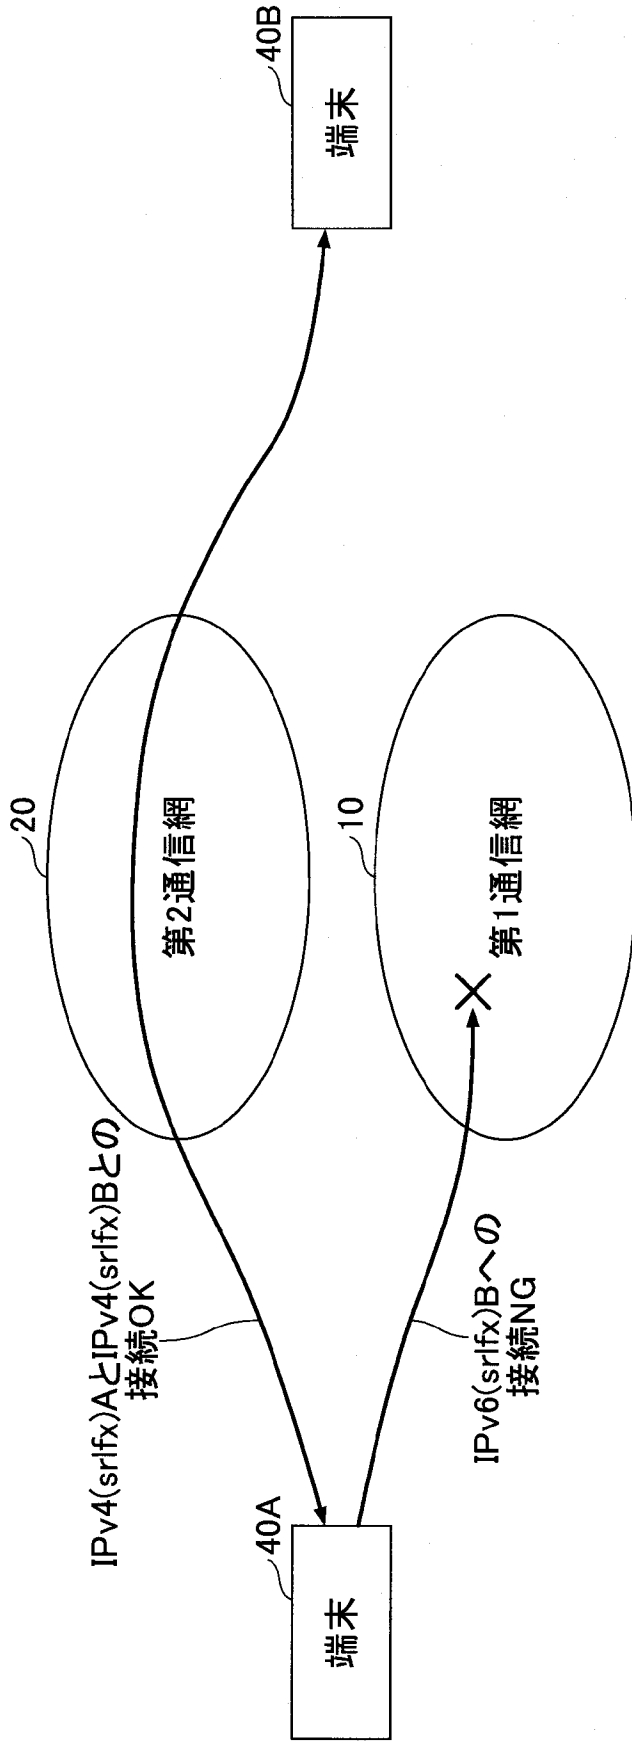 20
IPv4(srlfx)AとIPv4(srlfx)Bとの
接続OK
第2通信網
40A
端末
40B
端末
10
第1通信網
IPv6(srlfx)Bへの
接続NG